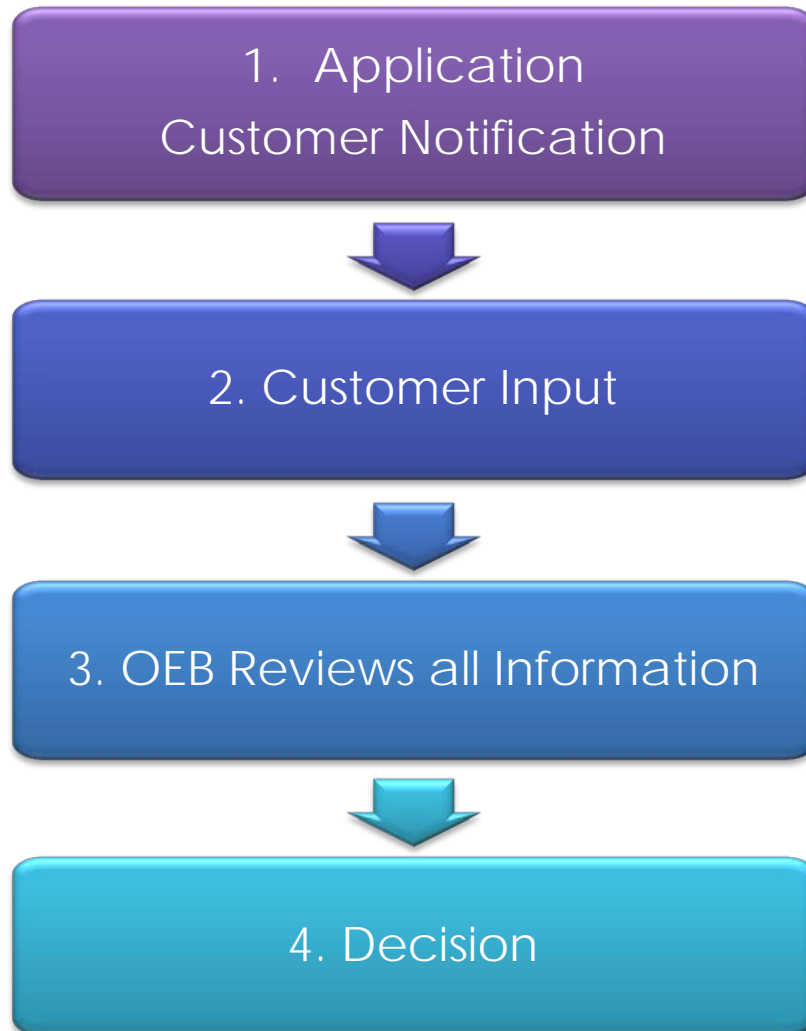 1. Application
Customer Notification
2. Customer Input
3. OEB Reviews all Information
4. Decision